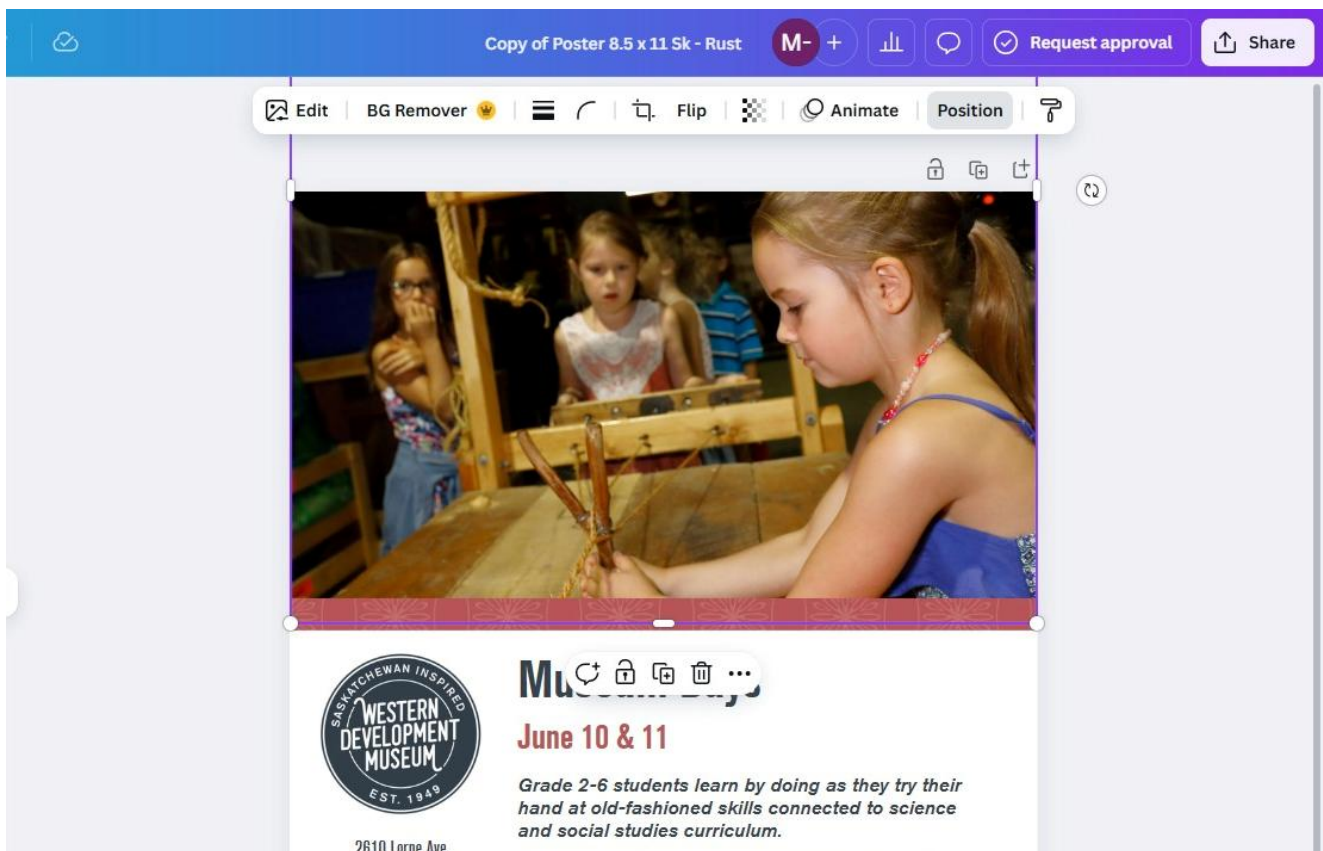 Copy of Poster 8.5 x 11 Sk - Rust
M-
+
Request approval
Share
Edit
BG Remover
Flip
Animate
Position
SASKATCHEWAN INSPIRED
WESTERN
DEVELOPMENT
MUSEUM
EST. 1949
2610 Lorne Ave
June 10 & 11
Grade 2-6 students learn by doing as they try their
hand at old-fashioned skills connected to science
and social studies curriculum.